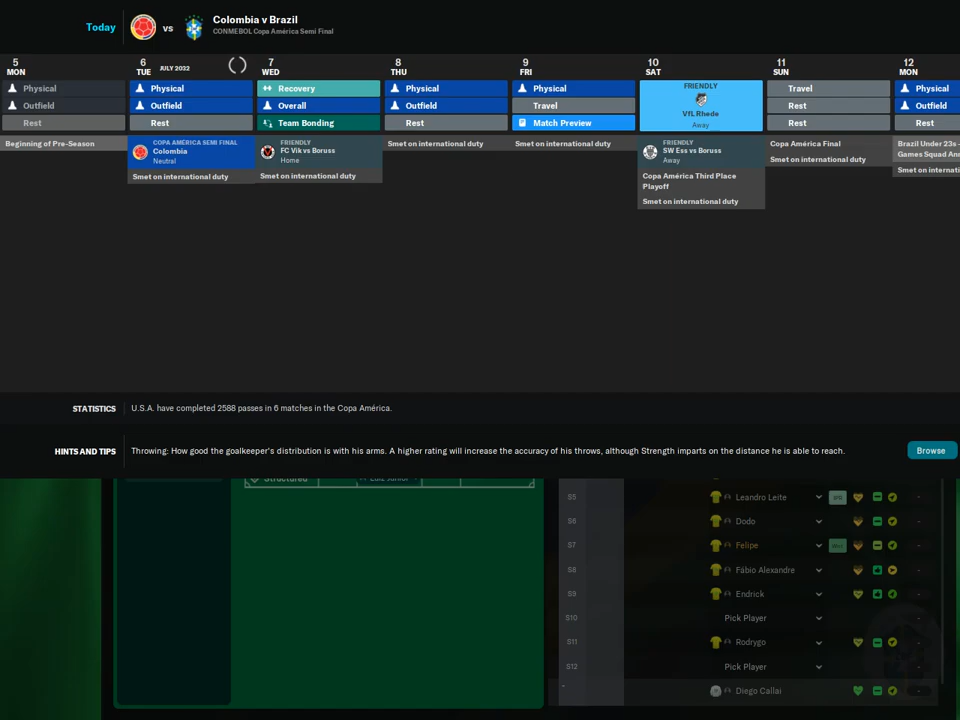 Today
vs
Colombia v Brazil
CONMEBOL Copa América Semi Final
5
MON
6
TUE
JULY 2032
7
WED
8
THU
9
FRI
10
SAT
11
SUN
12
MON
Physical
Outfield
Rest
Beginning of Pre-Season
Physical
Outfield
Rest
COPA AMÉRICA SEMI FINAL
Colombia
Neutral
Smet on international duty
Recovery
Overall
Team Bonding
FRIENDLY
FC Vik vs Boruss
Home
Smet on international duty
Physical
Outfield
Rest
Smet on international duty
Physical
Travel
Match Preview
Smet on international duty
FRIENDLY
VfL Rhede
Away
FRIENDLY
SW Ess vs Boruss
Away
Copa América Third Place
Playoff
Smet on international duty
Travel
Rest
Rest
Copa América Final
Smet on international duty
Physical
Outfield
Rest
Brazil Under 23s -
Games Squad Ann
Smet on internati
STATISTICS
U.S.A. have completed 2588 passes in 6 matches in the Copa América.
HINTS AND TIPS
Throwing: How good the goalkeeper's distribution is with his arms. A higher rating will increase the accuracy of his throws, although Strength imparts on the distance he is able to reach.
Browse
Structured
Luiz Júnior
S5
Leandro Leite
S6
Dodo
S7
Felipe
S8
Fábio Alexandre
S9
Endrick
S10
Pick Player
S11
Rodrygo
S12
Pick Player
Diego Callai